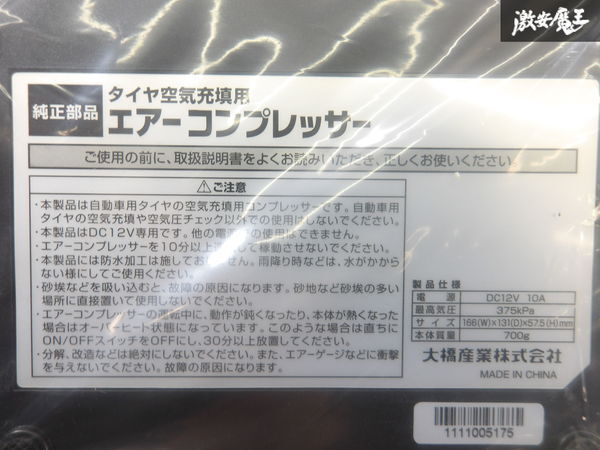 激安魔王
純正部品
タイヤ空気充填用
エアーコンプレッサー
ご使用の前に、取扱説明書をよくお読みいただき、正しくお使いください。
⚠ご注意
・本製品は自動車用タイヤの空気充填用コンプレッサーです。自動車用
タイヤの空気充填や空気圧チェック以外での使用はしないでください。
・本製品はDC12V専用です。他の電源での使用はできません。
・エアーコンプレッサーを10分以上連続して稼動させないでください。
・本製品には防水加工は施しておりません。雨降り時などは、水がかから
ない様にしてご使用ください。
・砂埃などを吸い込むと、故障の原因になります。砂地など砂埃の多い
場所に直接置いて使用しないでください。
・エアーコンプレッサーの運転中に、動作が鈍くなったり、本体が熱くなった
場合はオーバーヒート状態になっています。このような場合は直ちに
ON/OFFスイッチをOFFにし、30分以上放置してください。
・分解、改造などは絶対にしないでください。また、エアーゲージなどに衝撃
を与えないでください。故障の原因になります。
製品仕様
電源 DC12V 10A
最高気圧 375kPa
サイズ 166(W)×131(D)×57.5(H)mm
本体質量 700g
大橋産業株式会社
MADE IN CHINA
1111005175